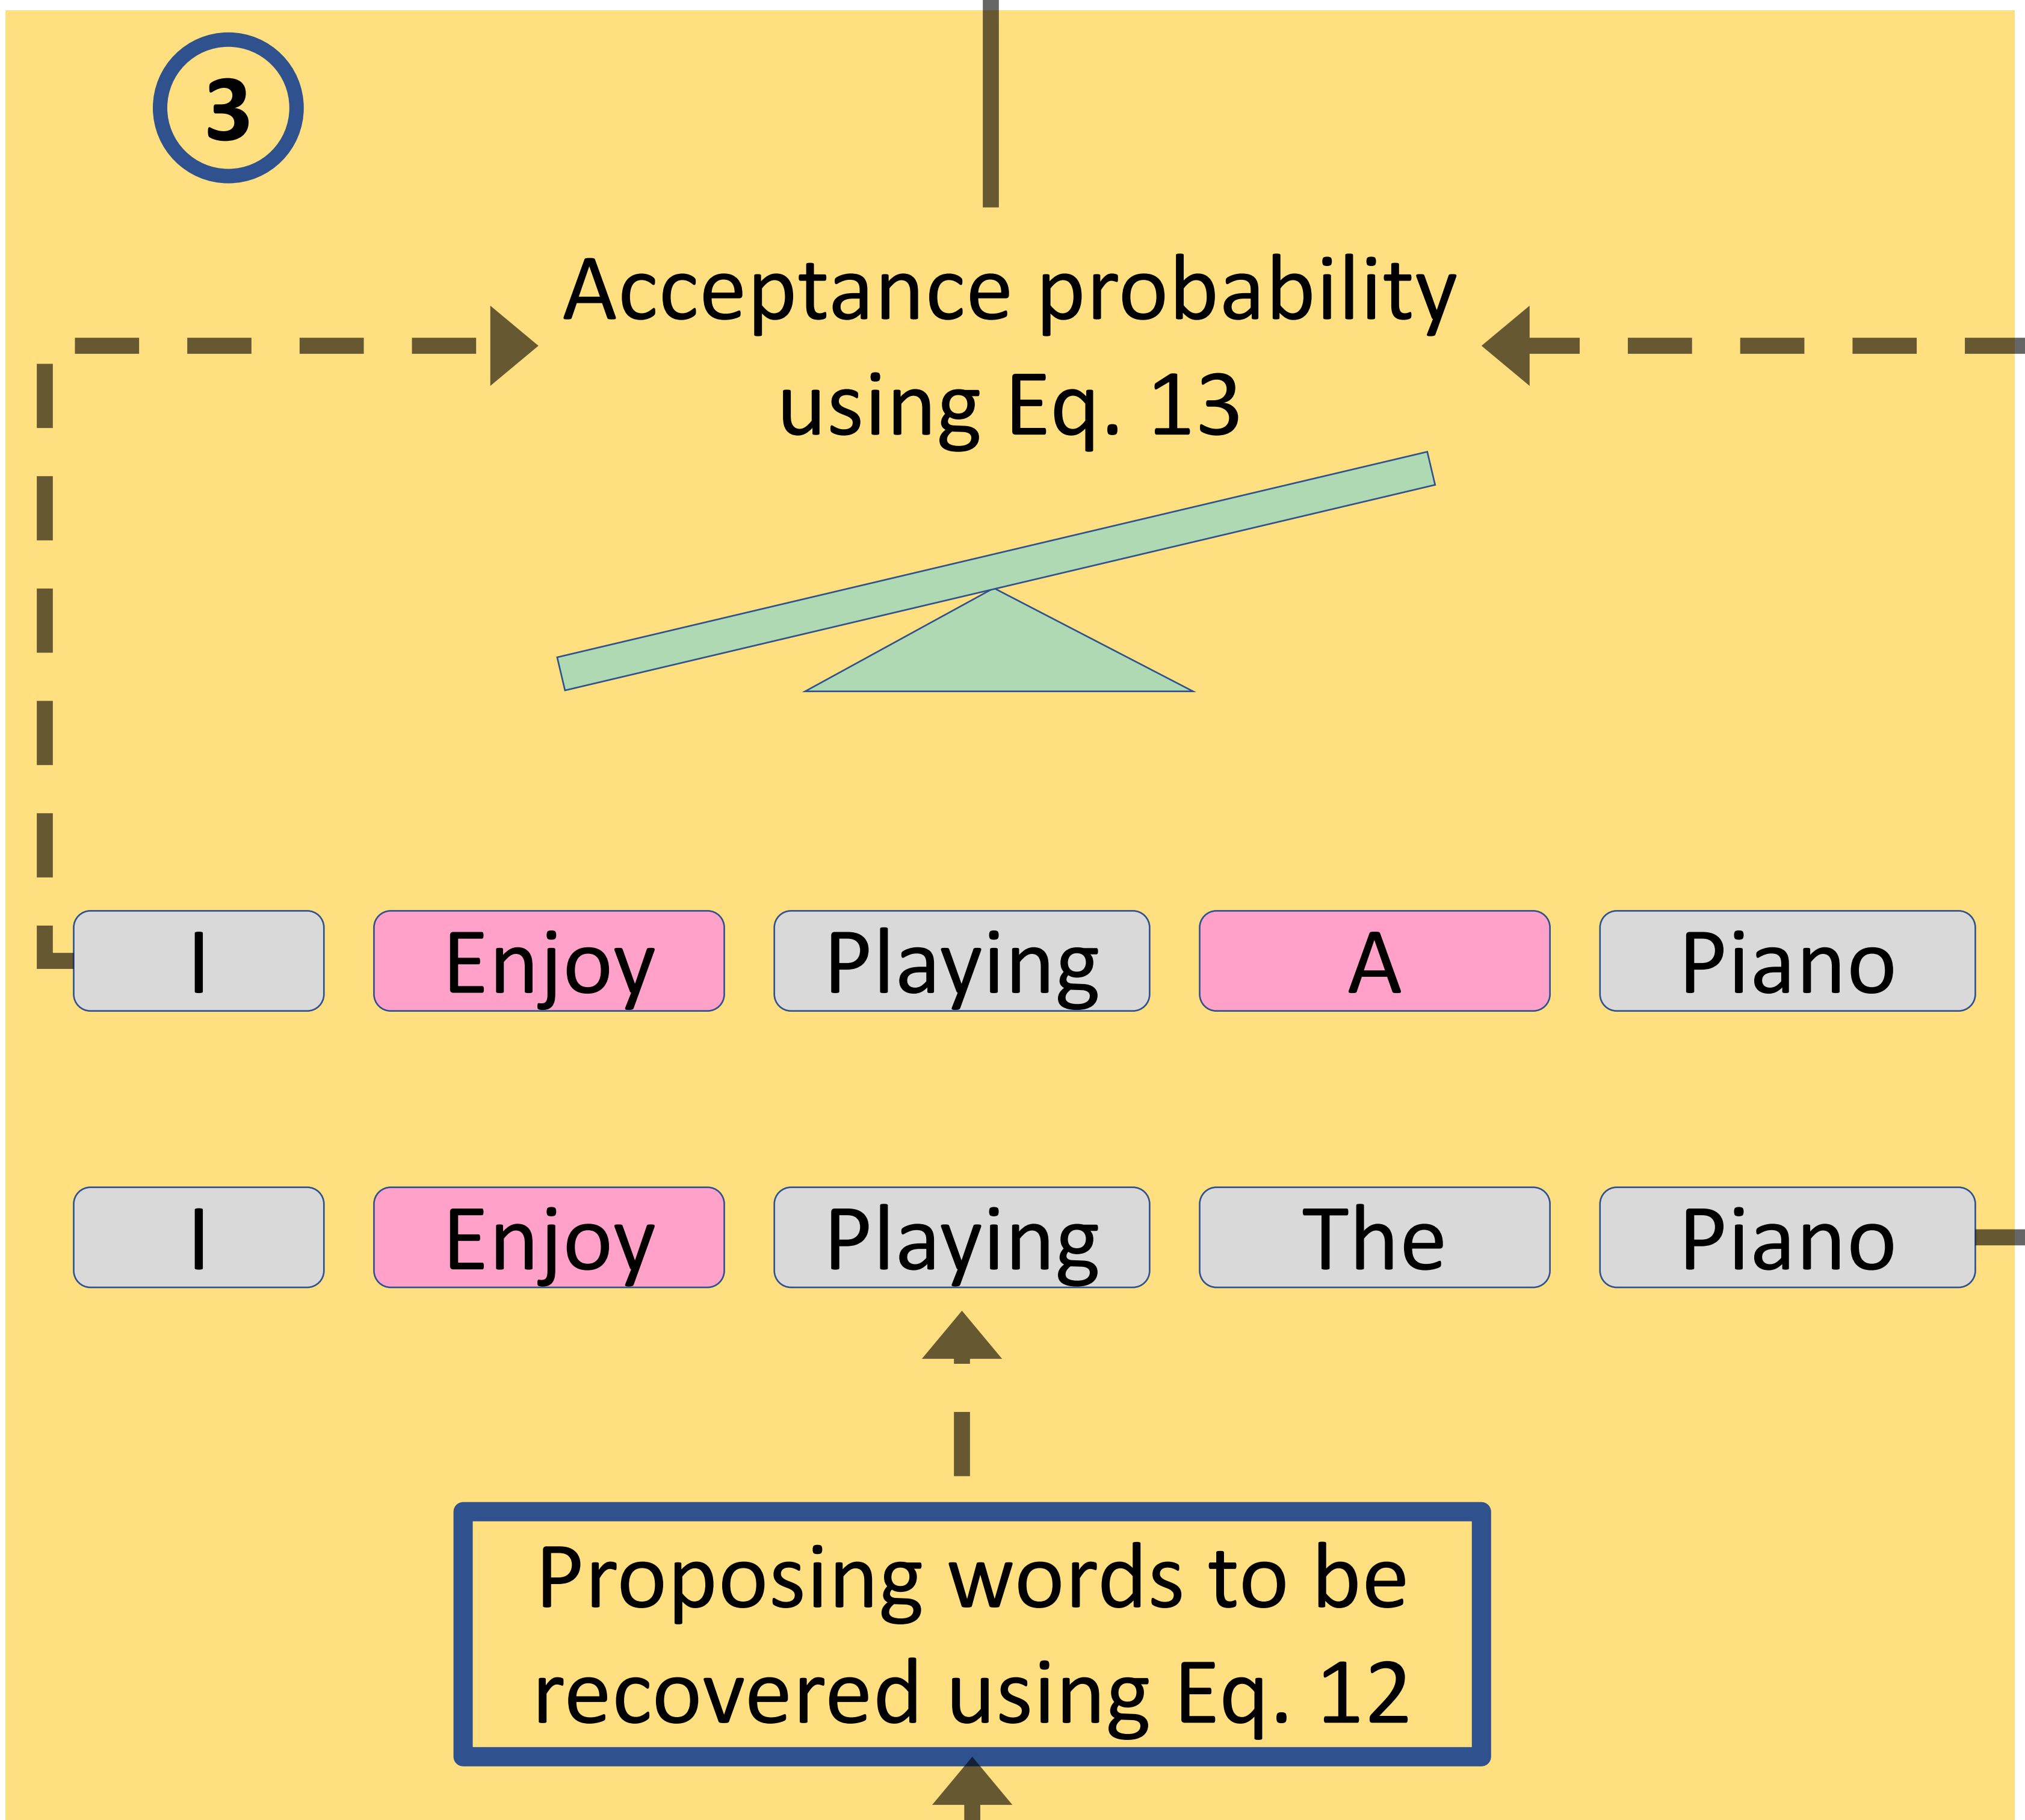 3
Acceptance probability
using Eq. 13
I Enjoy Playing A Piano
I Enjoy Playing The Piano
Proposing words to be
recovered using Eq. 12